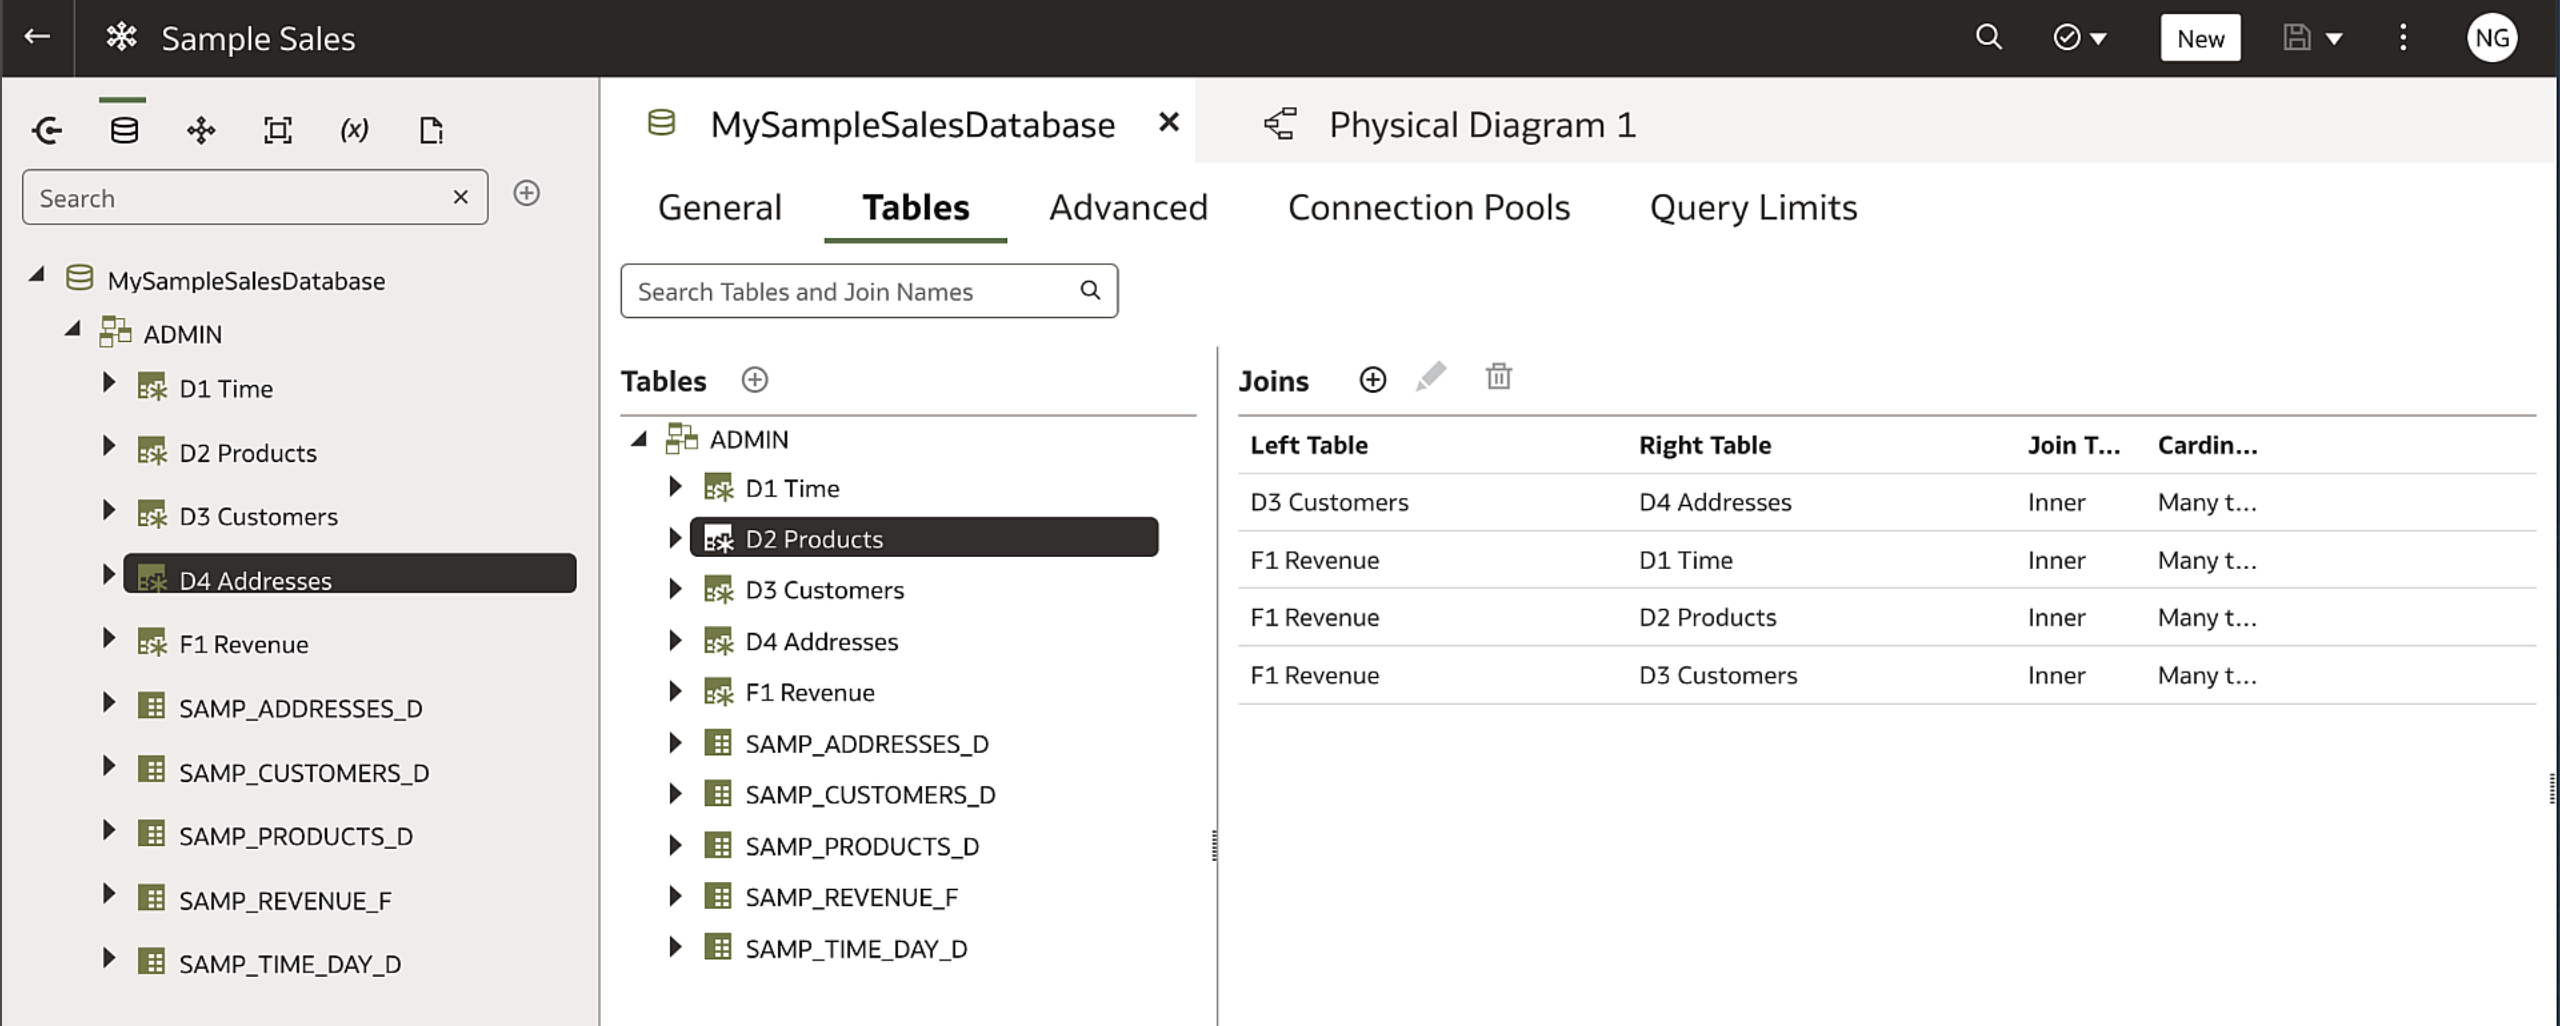 Sample Sales
New
NG
Search
MySampleSalesDatabase
ADMIN
D1 Time
D2 Products
D3 Customers
D4 Addresses
F1 Revenue
SAMP_ADDRESSES_D
SAMP_CUSTOMERS_D
SAMP_PRODUCTS_D
SAMP_REVENUE_F
SAMP_TIME_DAY_D
(x)
MySampleSalesDatabase
Physical Diagram 1
General Tables Advanced Connection Pools Query Limits
Search Tables and Join Names
Tables
ADMIN
D1 Time
D2 Products
D3 Customers
D4 Addresses
F1 Revenue
SAMP_ADDRESSES_D
SAMP_CUSTOMERS_D
SAMP_PRODUCTS_D
SAMP_REVENUE_F
SAMP_TIME_DAY_D
Joins
Left Table Right Table Join T... Cardin...
D3 Customers D4 Addresses Inner Many t...
F1 Revenue D1 Time Inner Many t...
F1 Revenue D2 Products Inner Many t...
F1 Revenue D3 Customers Inner Many t...